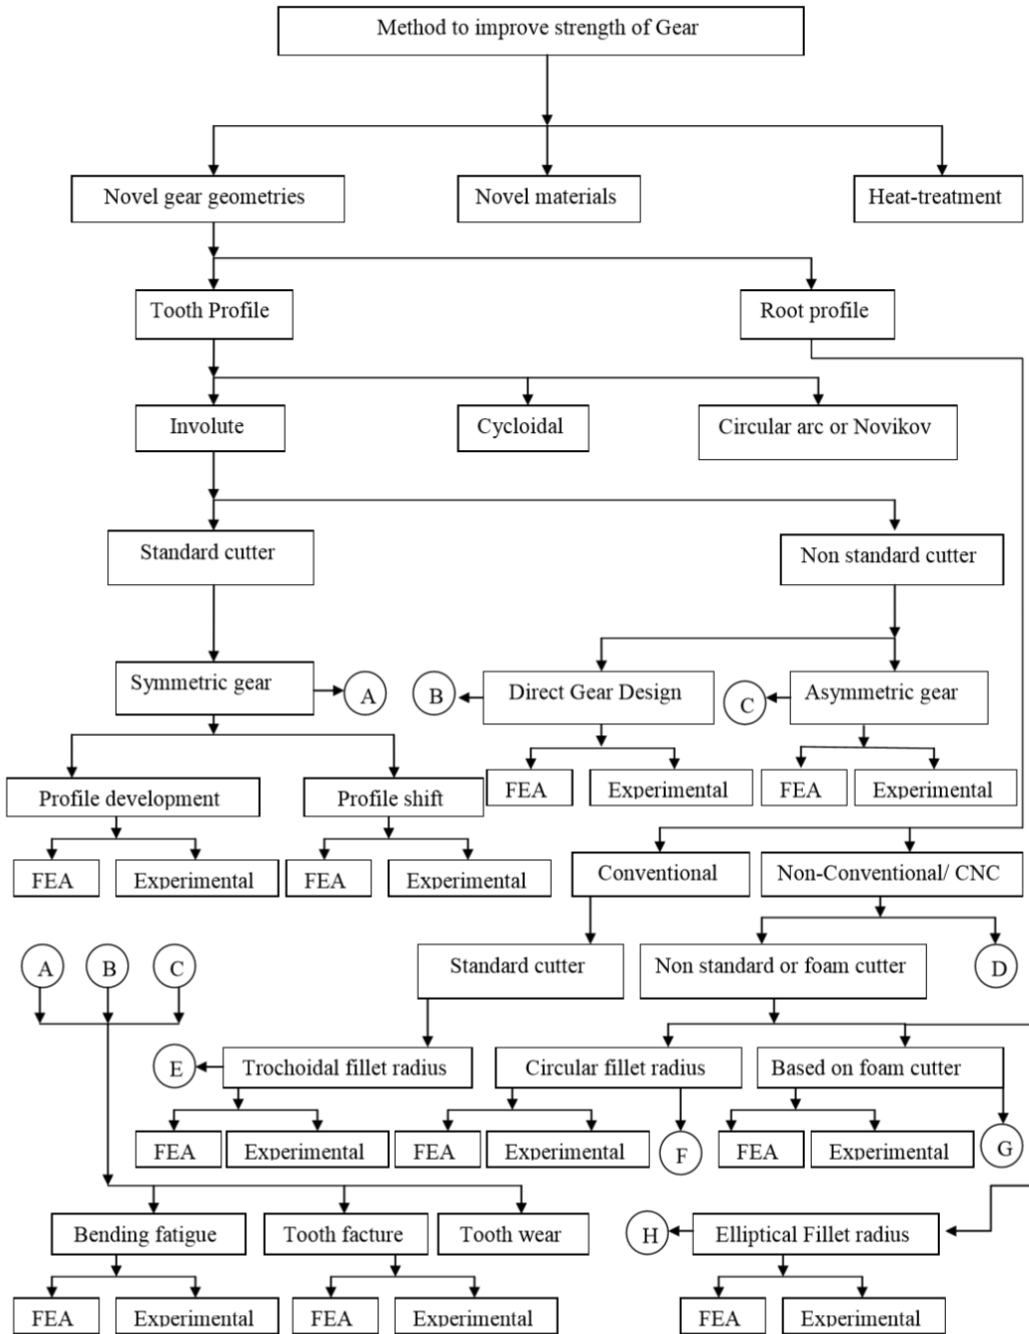 Method to improve strength of Gear
Novel gear geometries
Novel materials
Heat-treatment
Tooth Profile
Root profile
Involute
Cycloidal
Circular arc or Novikov
Standard cutter
Non standard cutter
Symmetric gear
A
B
Direct Gear Design
C
Asymmetric gear
Profile development
Profile shift
FEA
Experimental
FEA
Experimental
FEA
Experimental
FEA
Experimental
Conventional
Non-Conventional/ CNC
A
B
C
Standard cutter
Non standard or foam cutter
D
E
Trochoidal fillet radius
Circular fillet radius
Based on foam cutter
FEA
Experimental
FEA
Experimental
F
FEA
Experimental
G
Bending fatigue
Tooth facture
Tooth wear
H
Elliptical Fillet radius
FEA
Experimental
FEA
Experimental
FEA
Experimental